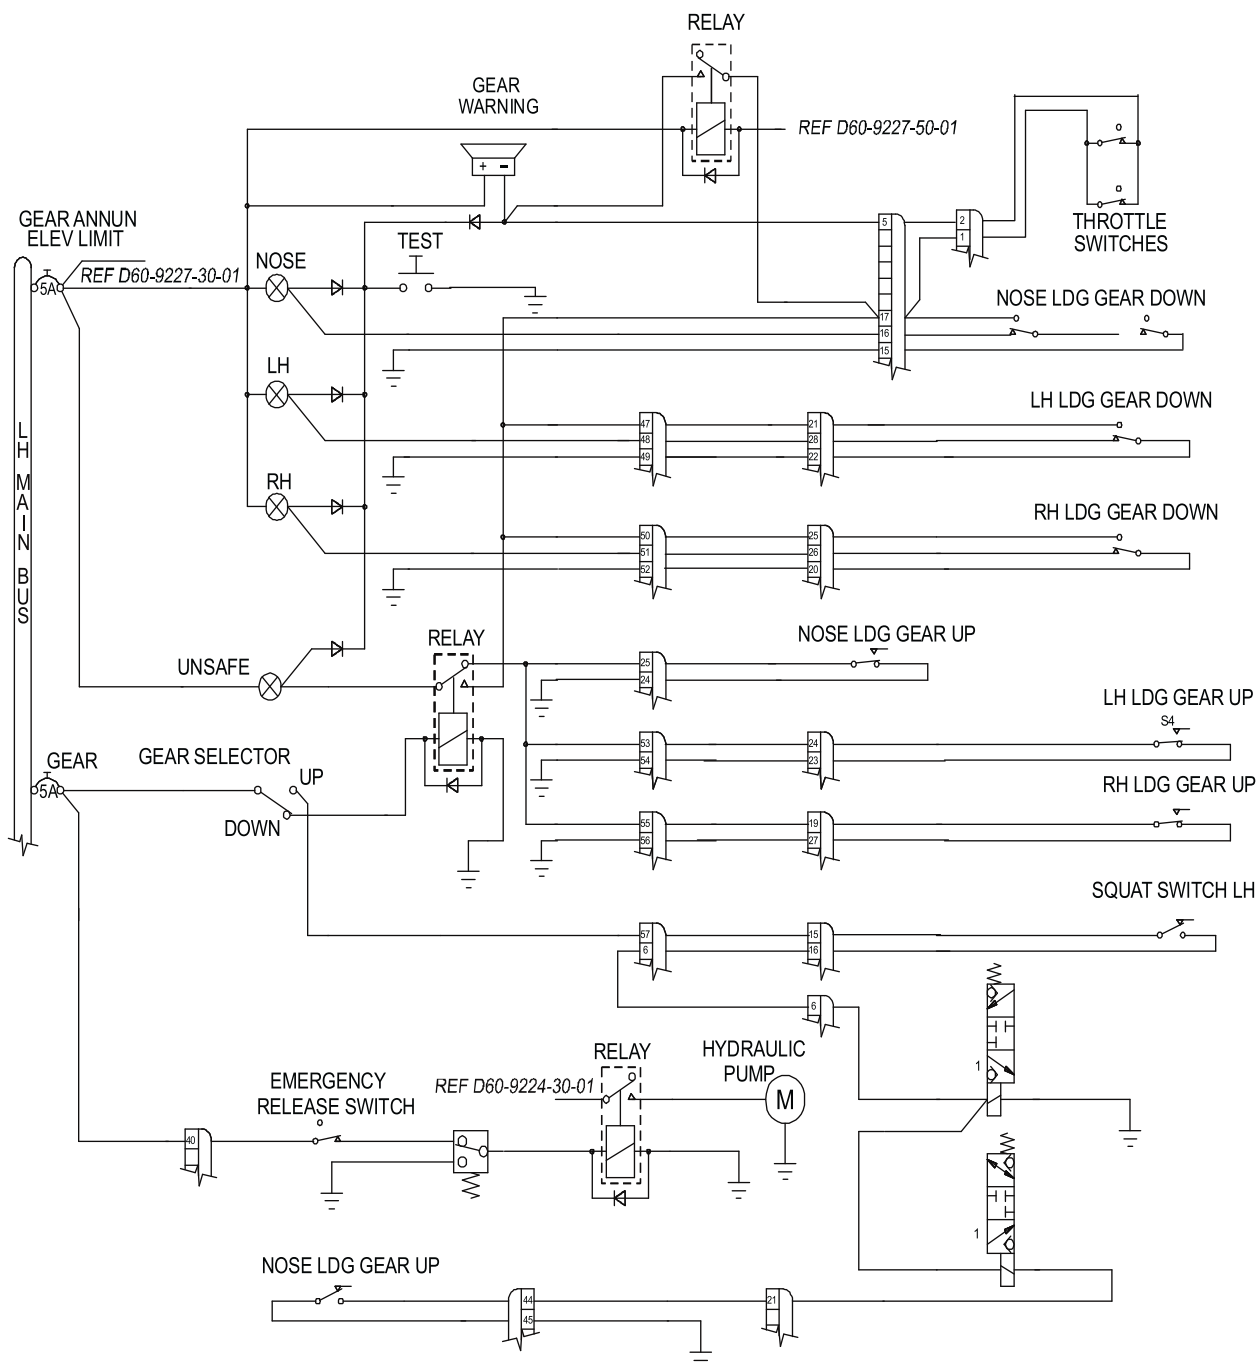 RELAY
GEAR
WARNING
REF D60-9227-50-01
+ -
GEAR ANNUN
ELEV LIMIT
5A
REF D60-9227-30-01
NOSE
TEST
5
2
1
THROTTLE
SWITCHES
NOSE LDG GEAR DOWN
17
16
15
LH
LH LDG GEAR DOWN
47
48
49
21
28
22
RH
RH LDG GEAR DOWN
50
51
52
25
26
20
LH MAIN BUS
UNSAFE
RELAY
NOSE LDG GEAR UP
25
24
LH LDG GEAR UP
S4
53
54
24
23
GEAR
5A
GEAR SELECTOR
UP
DOWN
RH LDG GEAR UP
55
56
19
27
SQUAT SWITCH LH
57
6
15
16
6
1
RELAY
HYDRAULIC
PUMP
M
REF D60-9224-30-01
EMERGENCY
RELEASE SWITCH
40
1
NOSE LDG GEAR UP
44
45
21